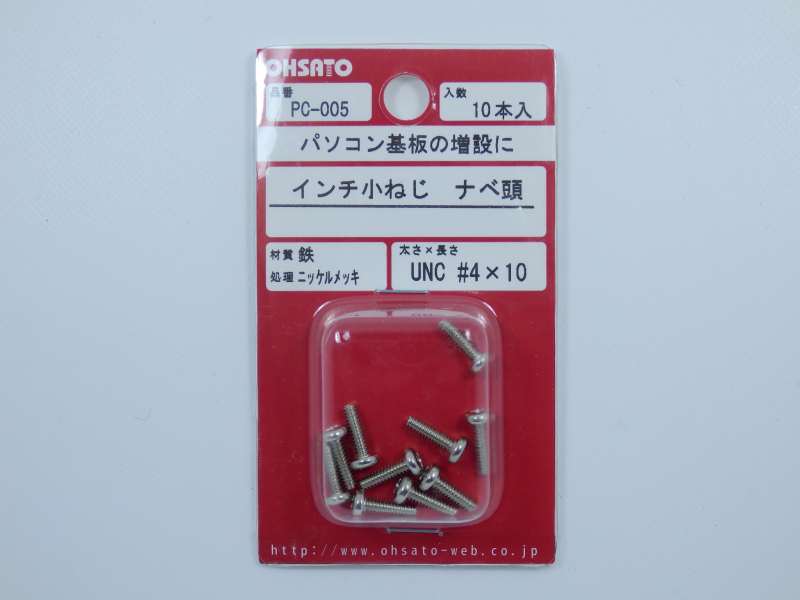 OHSATO
品番
PC-005
入数
10本入
パソコン基板の増設に
インチ小ねじ ナベ頭
材質 鉄
処理 ニッケルメッキ
太さ×長さ
UNC #4×10
http://www.ohsato-web.co.jp